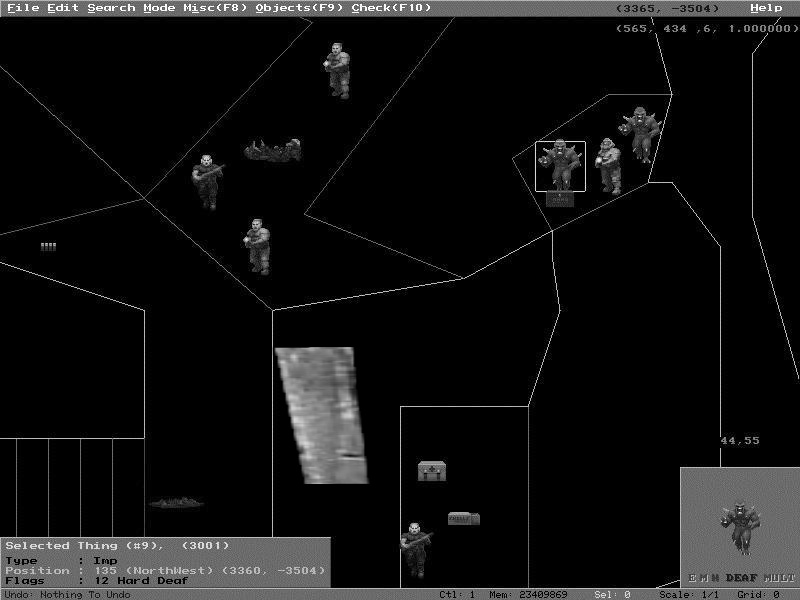 File Edit Search Mode Misc(F8) Objects(F9) Check(F10) (3365, -3504) Help
(565, 434 ,6, 1.000000)
44,55
Selected Thing (#9), (3001)
Type : Imp
Position : 135 (NorthWest) (3360, -3504)
Flags : 12 Hard Deaf
E M H DEAF MULT
Undo: Nothing To Undo Ctl: 1 Mem: 23409869 Sel: 0 Scale: 1/1 Grid: 0